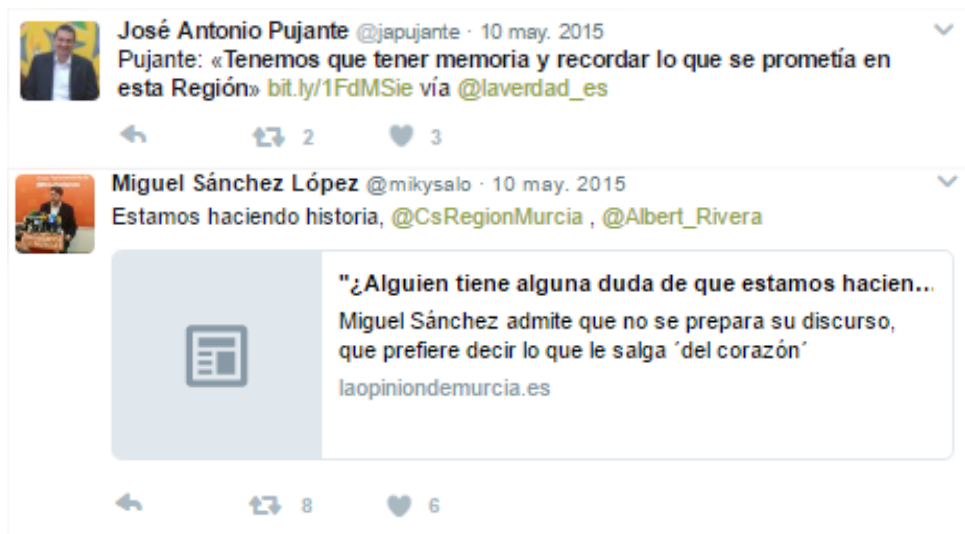 José Antonio Pujante @japujante · 10 may. 2015
Pujante: «Tenemos que tener memoria y recordar lo que se prometía en
esta Región» bit.ly/1FdMSie vía @laverdad_es
2 3
Miguel Sánchez López @mikysalo · 10 may. 2015
Estamos haciendo historia, @CsRegionMurcia , @Albert_Rivera
"¿Alguien tiene alguna duda de que estamos hacien...
Miguel Sánchez admite que no se prepara su discurso,
que prefiere decir lo que le salga ´del corazón´
laopiniondemurcia.es
8 6